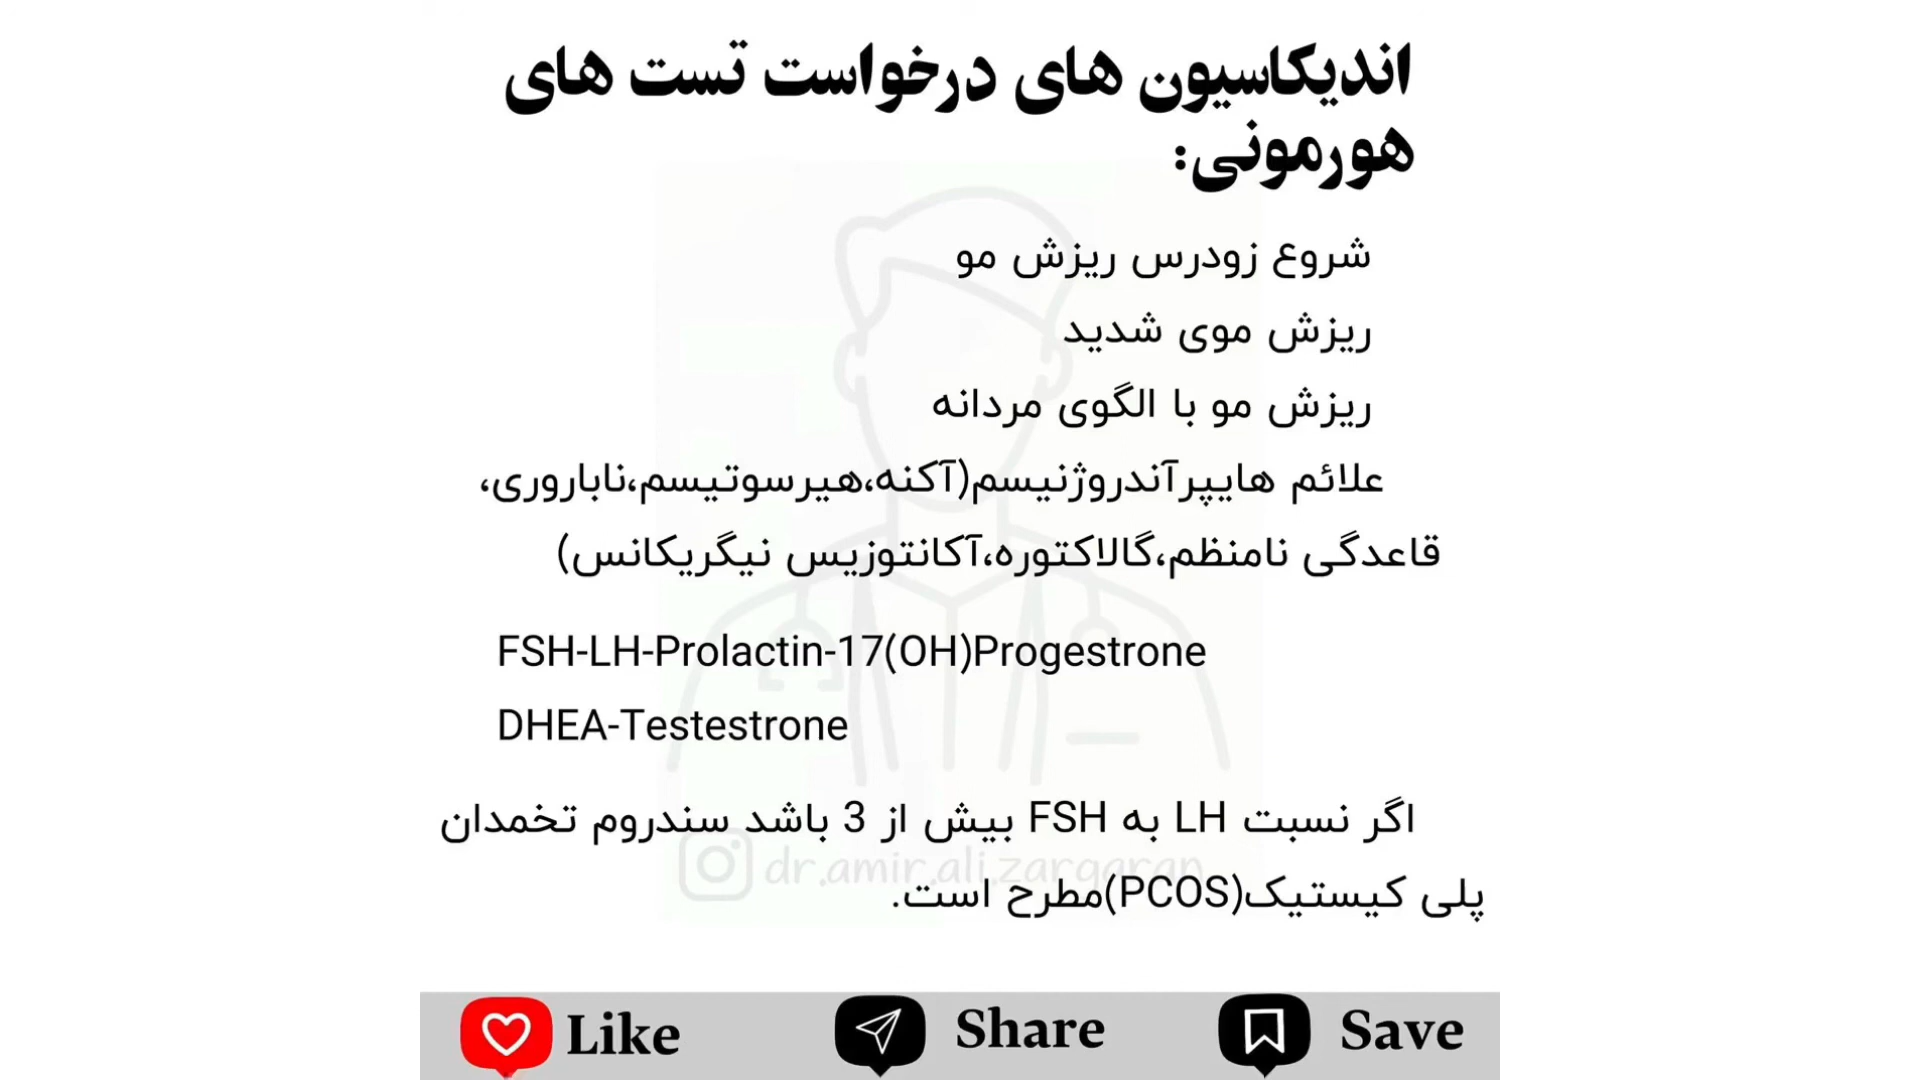 اندیکاسیون های درخواست تست های
هورمونی:
شروع زودرس ریزش مو
ریزش موی شدید
ریزش مو با الگوی مردانه
علائم هایپرآندروژنیسم(آکنه،هیرسوتیسم،ناباروری،
قاعدگی نامنظم،گالاکتوره،آکانتوزیس نیگریکانس)
FSH-LH-Prolactin-17(OH)Progestrone
DHEA-Testestrone
اگر نسبت LH به FSH بیش از 3 باشد سندروم تخمدان
پلی کیستیک(PCOS)مطرح است.
dr.amir.ali.zargaran
Like
Share
Save